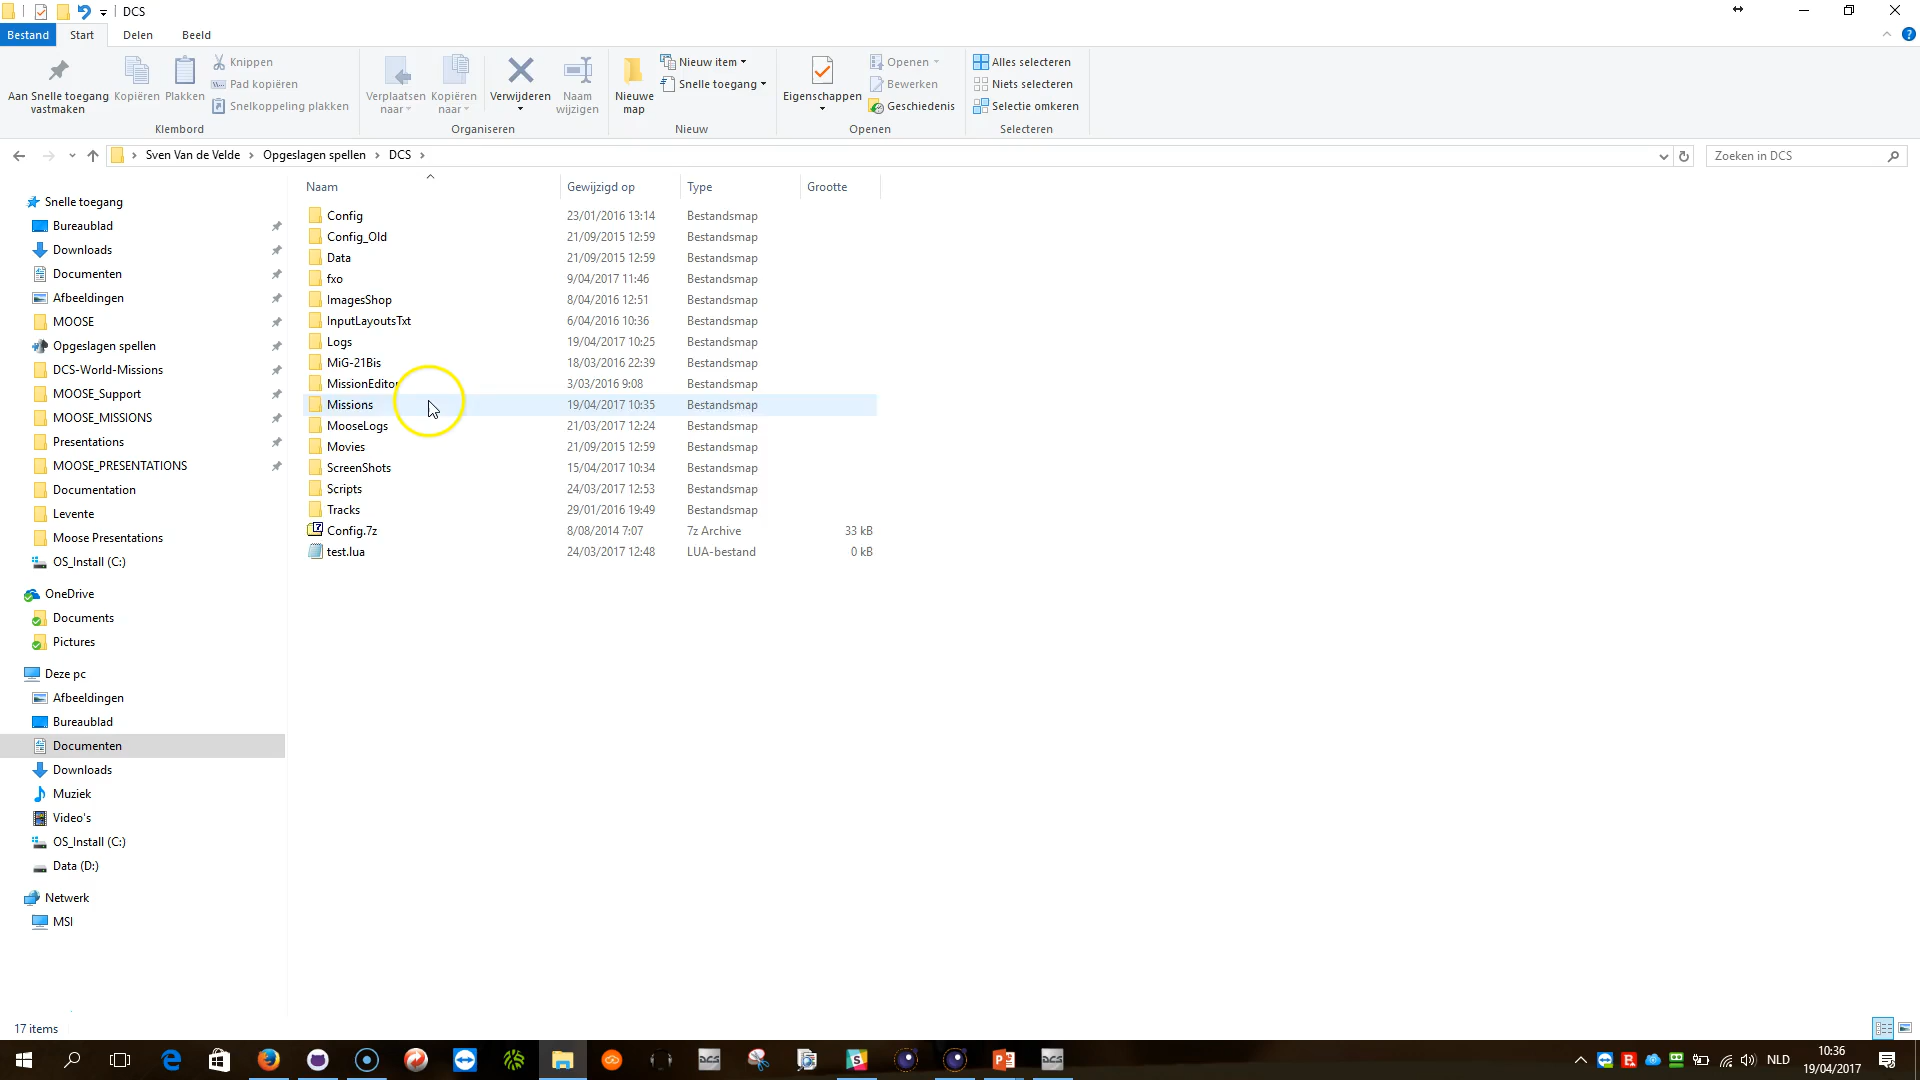 DCS
Bestand Start Delen Beeld
Aan Snelle toegang vastmaken
Kopiëren
Plakken
Knippen
Pad kopiëren
Snelkoppeling plakken
Klembord
Verplaatsen naar
Kopiëren naar
Verwijderen
Naam wijzigen
Organiseren
Nieuwe map
Nieuw item
Snelle toegang
Nieuw
Eigenschappen
Openen
Bewerken
Geschiedenis
Openen
Alles selecteren
Niets selecteren
Selectie omkeren
Selecteren
Sven Van de Velde > Opgeslagen spellen > DCS >
Zoeken in DCS
Snelle toegang
Bureaublad
Downloads
Documenten
Afbeeldingen
MOOSE
Opgeslagen spellen
DCS-World-Missions
MOOSE_Support
MOOSE_MISSIONS
Presentations
MOOSE_PRESENTATIONS
Documentation
Levente
Moose Presentations
OS_Install (C:)
OneDrive
Documents
Pictures
Deze pc
Afbeeldingen
Bureaublad
Documenten
Downloads
Muziek
Video's
OS_Install (C:)
Data (D:)
Netwerk
MSI
Naam Gewijzigd op Type Grootte
Config 23/01/2016 13:14 Bestandsmap
Config_Old 21/09/2015 12:59 Bestandsmap
Data 21/09/2015 12:59 Bestandsmap
fxo 9/04/2017 11:46 Bestandsmap
ImagesShop 8/04/2016 12:51 Bestandsmap
InputLayoutsTxt 6/04/2016 10:36 Bestandsmap
Logs 19/04/2017 10:25 Bestandsmap
MiG-21Bis 18/03/2016 22:39 Bestandsmap
MissionEditor 3/03/2016 9:08 Bestandsmap
Missions 19/04/2017 10:35 Bestandsmap
MooseLogs 21/03/2017 12:24 Bestandsmap
Movies 21/09/2015 12:59 Bestandsmap
ScreenShots 15/04/2017 10:34 Bestandsmap
Scripts 24/03/2017 12:53 Bestandsmap
Tracks 29/01/2016 19:49 Bestandsmap
Config.7z 8/08/2014 7:07 7z Archive 33 kB
test.lua 24/03/2017 12:48 LUA-bestand 0 kB
17 items
NLD
10:36
19/04/2017